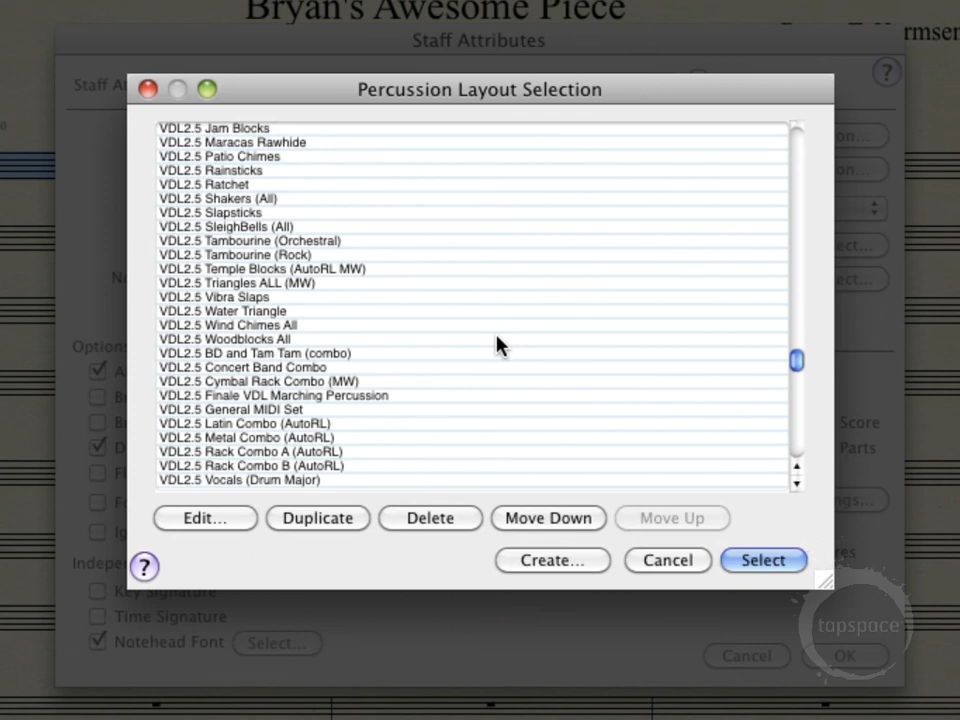 Bryan's Awesome Piece
Staff Attributes
Percussion Layout Selection
VDL2.5 Jam Blocks
VDL2.5 Maracas Rawhide
VDL2.5 Patio Chimes
VDL2.5 Rainsticks
VDL2.5 Ratchet
VDL2.5 Shakers (All)
VDL2.5 Slapsticks
VDL2.5 SleighBells (All)
VDL2.5 Tambourine (Orchestral)
VDL2.5 Tambourine (Rock)
VDL2.5 Temple Blocks (AutoRL MW)
VDL2.5 Triangles ALL (MW)
VDL2.5 Vibra Slaps
VDL2.5 Water Triangle
VDL2.5 Wind Chimes All
VDL2.5 Woodblocks All
VDL2.5 BD and Tam Tam (combo)
VDL2.5 Concert Band Combo
VDL2.5 Cymbal Rack Combo (MW)
VDL2.5 Finale VDL Marching Percussion
VDL2.5 General MIDI Set
VDL2.5 Latin Combo (AutoRL)
VDL2.5 Metal Combo (AutoRL)
VDL2.5 Rack Combo A (AutoRL)
VDL2.5 Rack Combo B (AutoRL)
VDL2.5 Vocals (Drum Major)
Edit... Duplicate Delete Move Down Move Up
? Create... Cancel Select
?
Staff
Options
Score
Parts
Key Signature
Time Signature
Notehead Font Select...
Cancel OK
tapspace